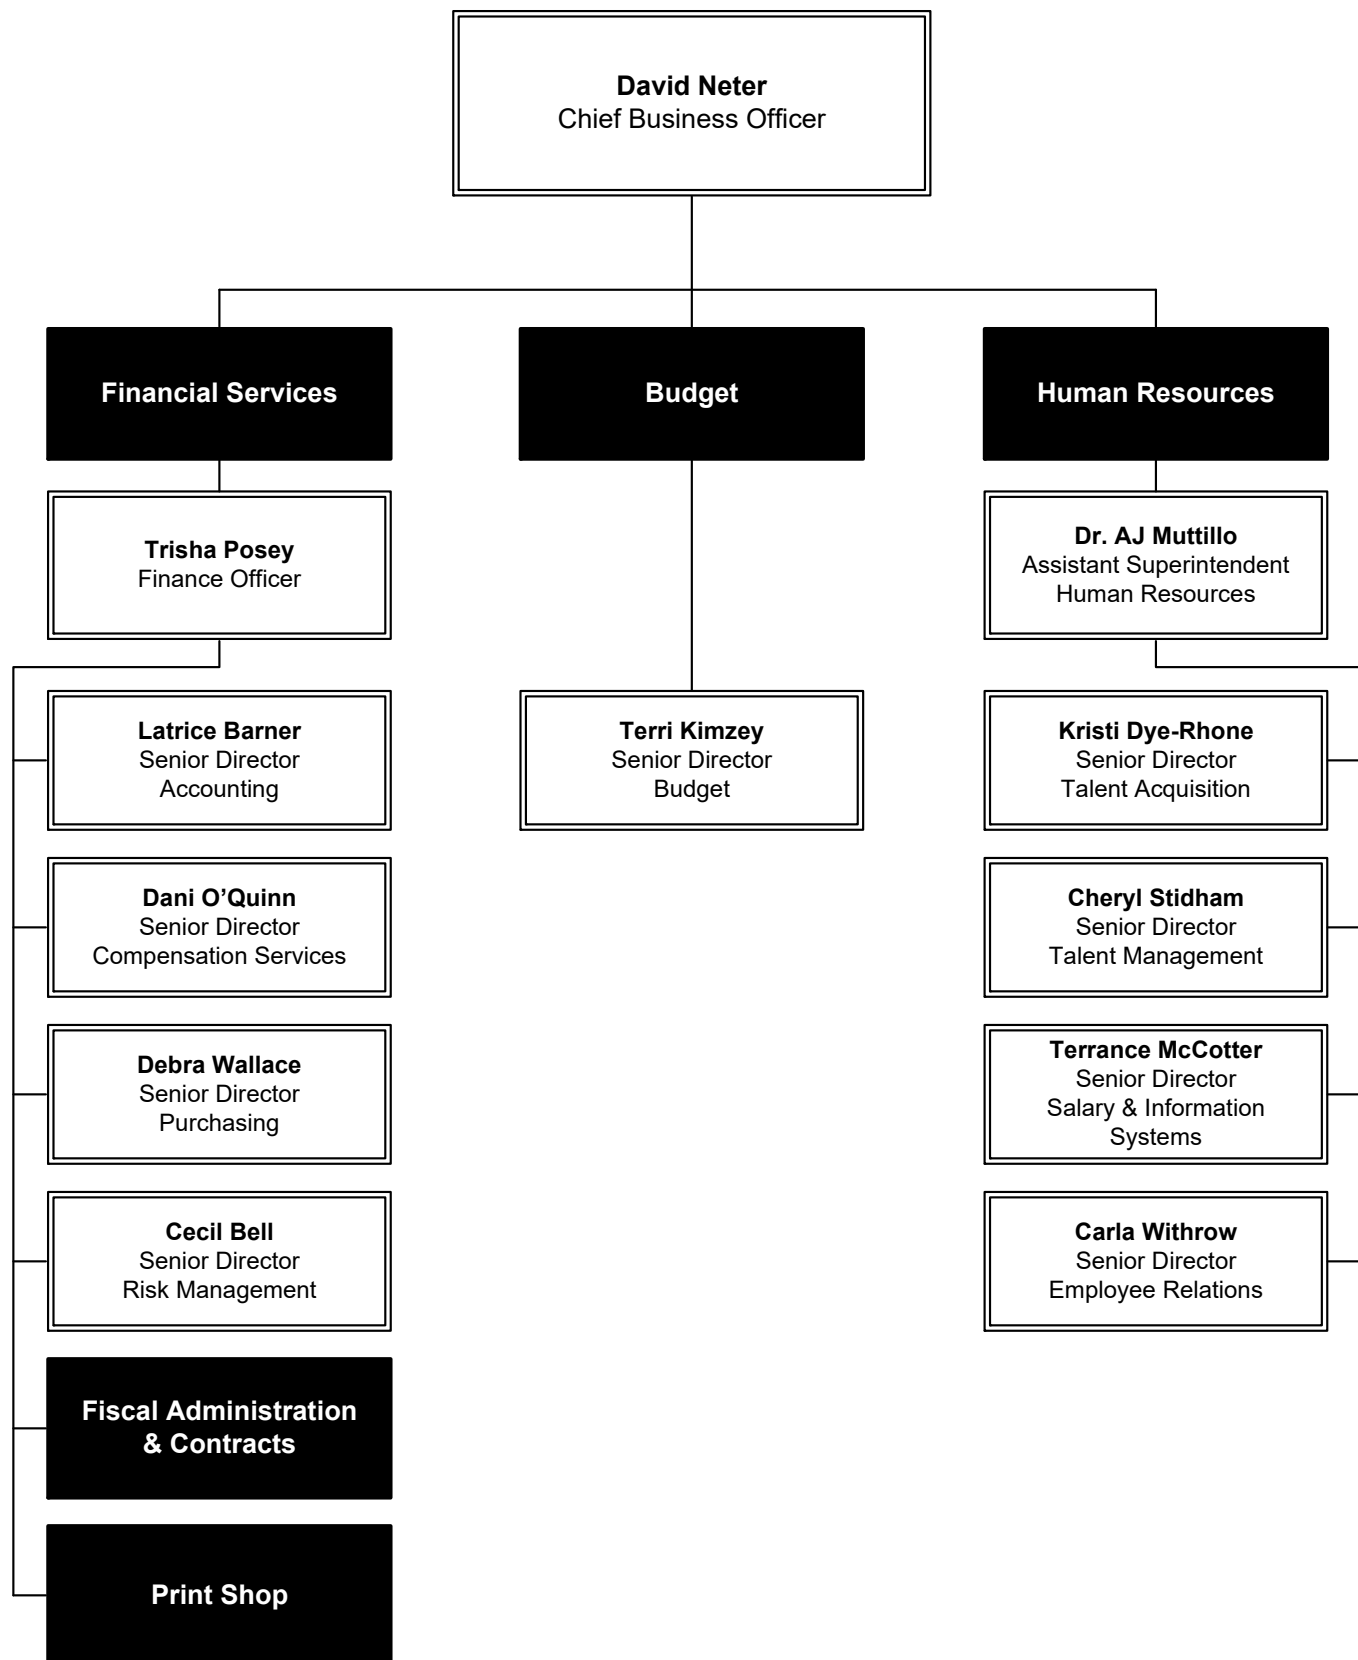 David Neter
Chief Business Officer
Financial Services
Budget
Human Resources
Trisha Posey
Finance Officer
Dr. AJ Muttillo
Assistant Superintendent
Human Resources
Latrice Barner
Senior Director
Accounting
Terri Kimzey
Senior Director
Budget
Kristi Dye-Rhone
Senior Director
Talent Acquisition
Dani O’Quinn
Senior Director
Compensation Services
Cheryl Stidham
Senior Director
Talent Management
Debra Wallace
Senior Director
Purchasing
Terrance McCotter
Senior Director
Salary & Information
Systems
Cecil Bell
Senior Director
Risk Management
Carla Withrow
Senior Director
Employee Relations
Fiscal Administration
& Contracts
Print Shop